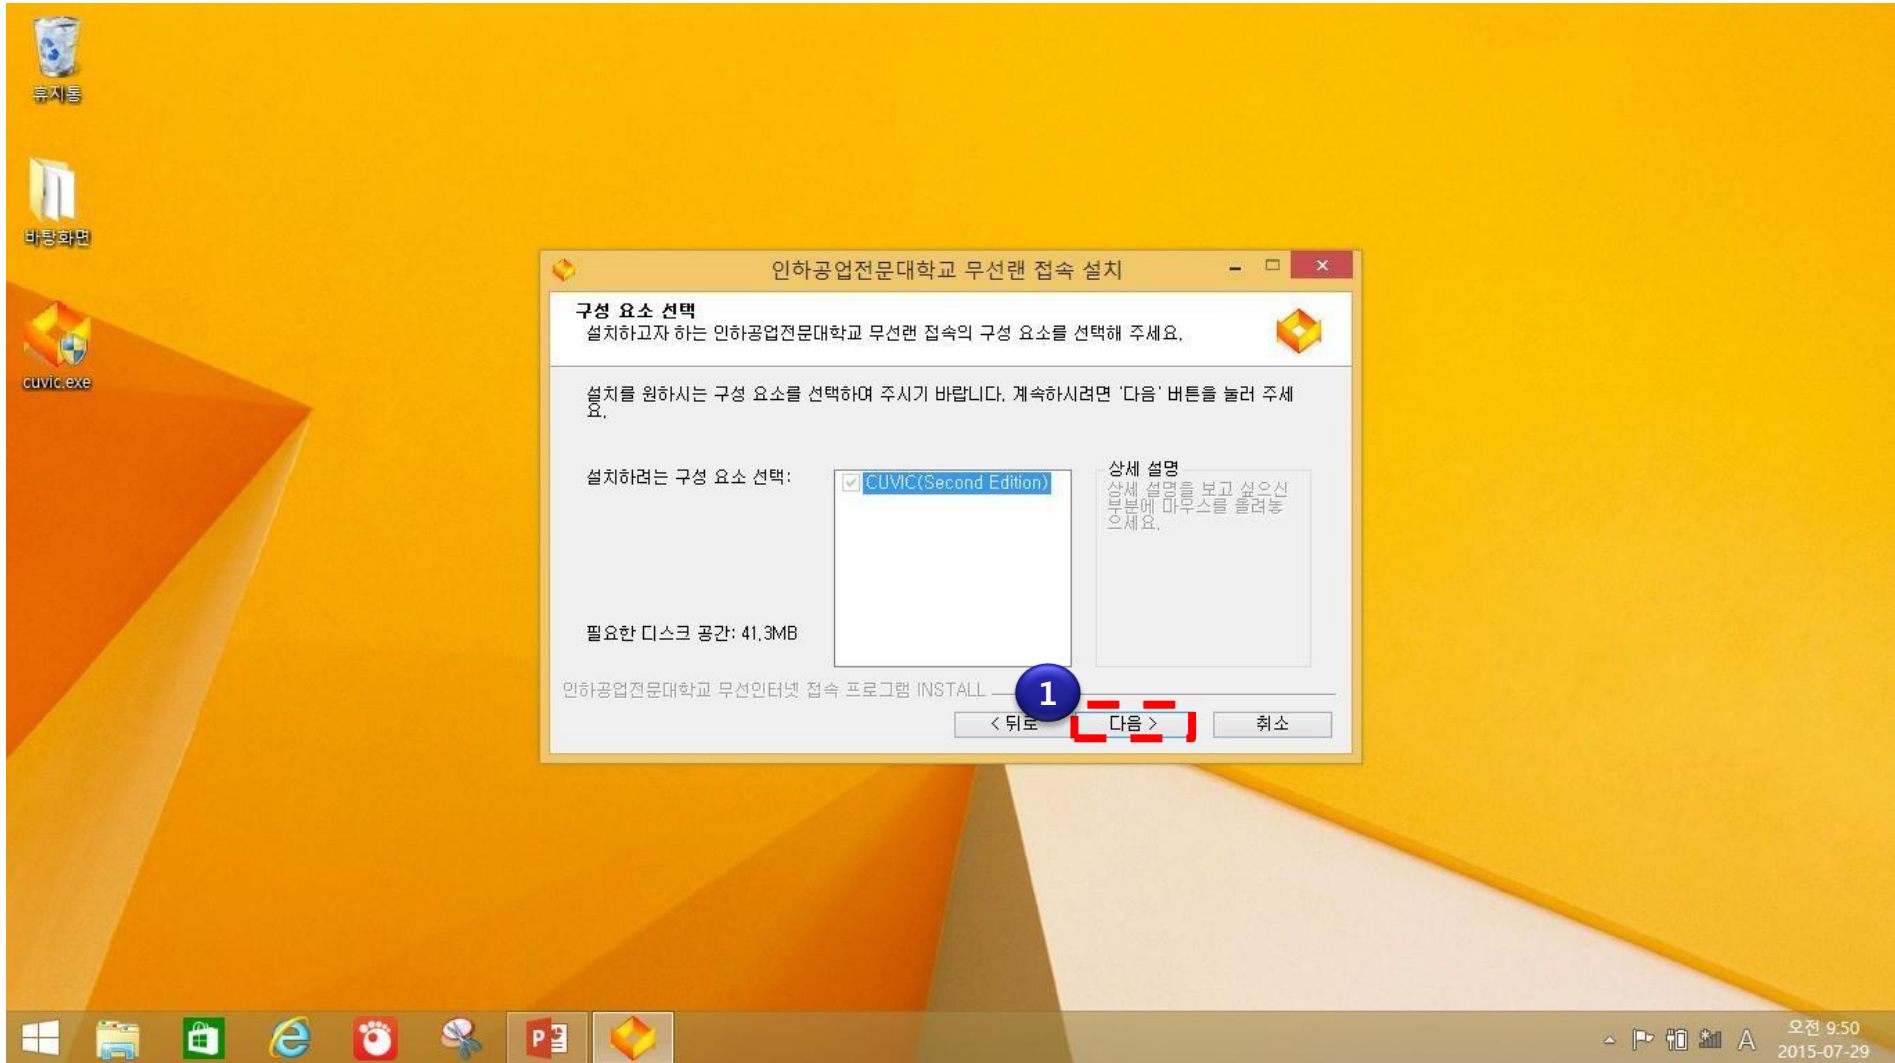 휴지통
바탕화면
cuvic.exe
인하공업전문대학교 무선랜 접속 설치
구성 요소 선택
설치하고자 하는 인하공업전문대학교 무선랜 접속의 구성 요소를 선택해 주세요.
설치를 원하시는 구성 요소를 선택하여 주시기 바랍니다. 계속하시려면 '다음' 버튼을 눌러 주세
요.
설치하려는 구성 요소 선택:
CUVIC(Second Edition)
상세 설명
상세 설명을 보고 싶으신
부분에 마우스를 올려놓
으세요.
필요한 디스크 공간: 41.3MB
인하공업전문대학교 무선인터넷 접속 프로그램 INSTALL
1
< 뒤로
다음 >
취소
A
오전 9:50
2015-07-29